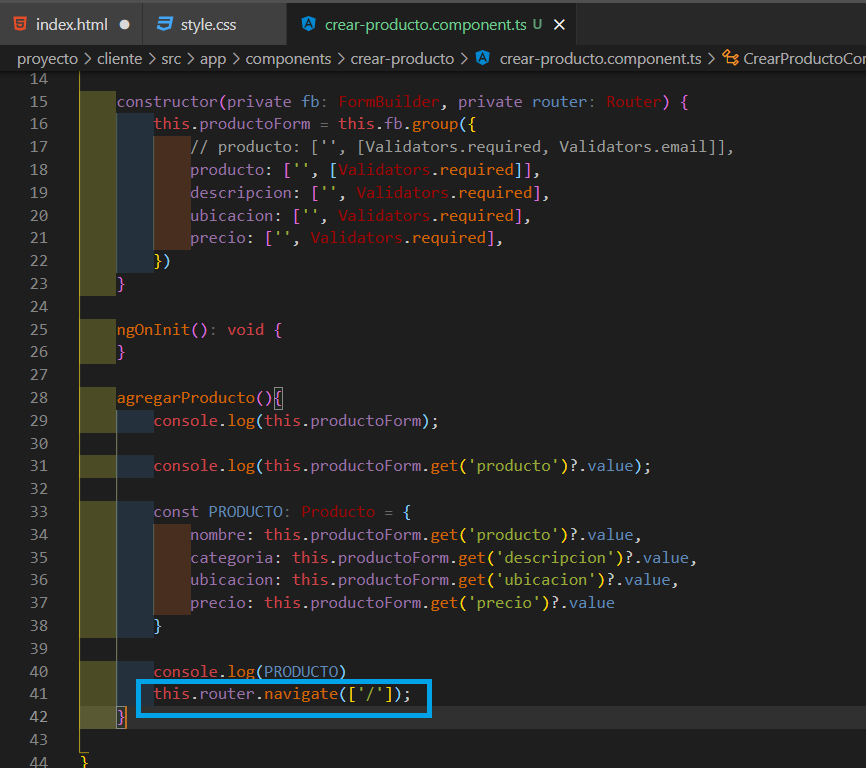 index.html
style.css
crear-producto.component.ts U
proyecto > cliente > src > app > components > crear-producto > crear-producto.component.ts > CrearProductoCom
14
15 constructor(private fb: FormBuilder, private router: Router) {
16 this.productoForm = this.fb.group({
17 // producto: ['', [Validators.required, Validators.email]],
18 producto: ['', [Validators.required]],
19 descripcion: ['', Validators.required],
20 ubicacion: ['', Validators.required],
21 precio: ['', Validators.required],
22 })
23 }
24
25 ngOnInit(): void {
26 }
27
28 agregarProducto(){
29 console.log(this.productoForm);
30
31 console.log(this.productoForm.get('producto')?.value);
32
33 const PRODUCTO: Producto = {
34 nombre: this.productoForm.get('producto')?.value,
35 categoria: this.productoForm.get('descripcion')?.value,
36 ubicacion: this.productoForm.get('ubicacion')?.value,
37 precio: this.productoForm.get('precio')?.value
38 }
39
40 console.log(PRODUCTO)
41 this.router.navigate(['/']);
42 }
43
44 }